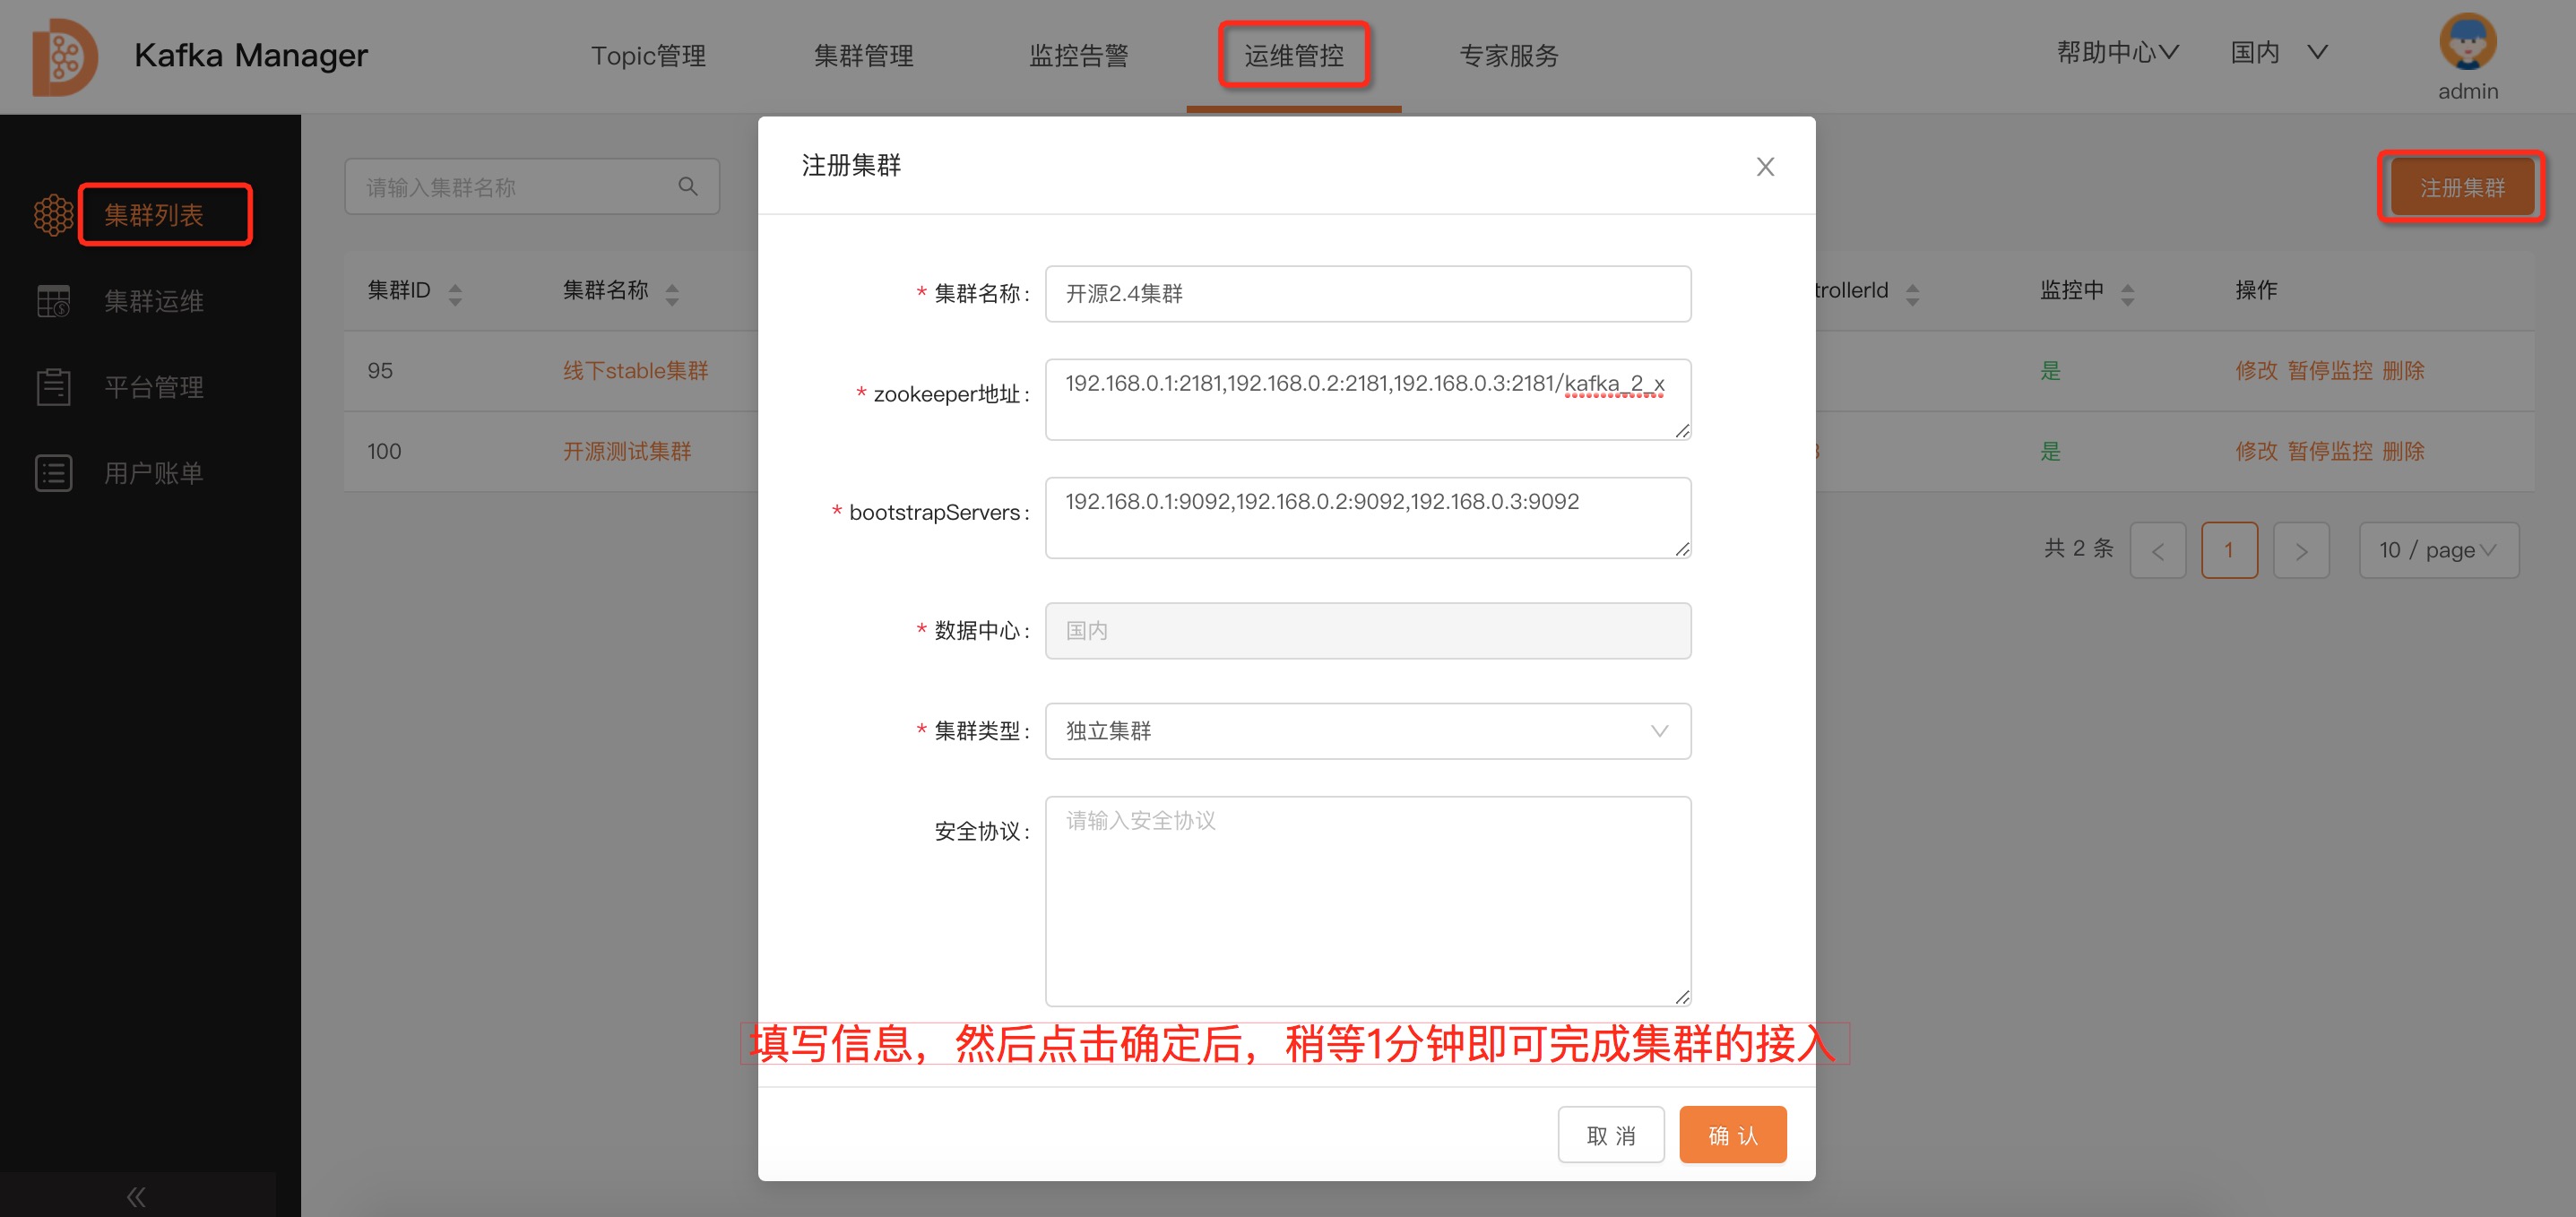 Kafka Manager
Topic管理
集群管理
监控告警
运维管控
专家服务
帮助中心
国内
admin
集群列表
集群运维
平台管理
用户账单
请输入集群名称
注册集群
集群ID
集群名称
trollerId
监控中
操作
95
线下stable集群
是
修改 暂停监控 删除
100
开源测试集群
是
修改 暂停监控 删除
共 2 条
<
1
>
10 / page
注册集群
X
* 集群名称:
开源2.4集群
* zookeeper地址:
192.168.0.1:2181,192.168.0.2:2181,192.168.0.3:2181/kafka_2_x
* bootstrapServers:
192.168.0.1:9092,192.168.0.2:9092,192.168.0.3:9092
* 数据中心:
国内
* 集群类型:
独立集群
安全协议:
请输入安全协议
填写信息，然后点击确定后，稍等1分钟即可完成集群的接入
取 消
确 认